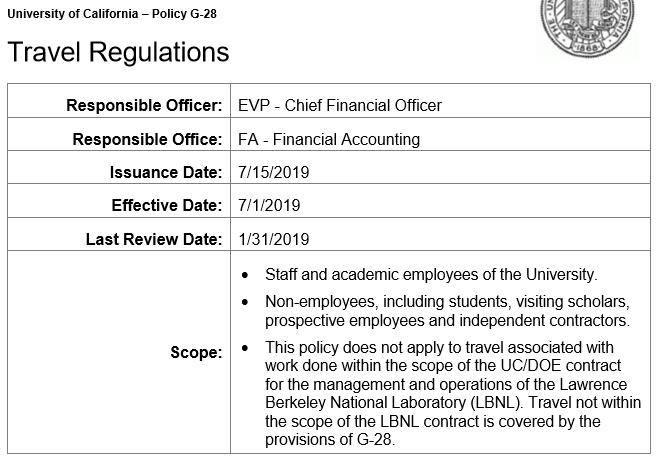 University of California – Policy G-28
Travel Regulations
Responsible Officer: EVP - Chief Financial Officer
Responsible Office: FA - Financial Accounting
Issuance Date: 7/15/2019
Effective Date: 7/1/2019
Last Review Date: 1/31/2019
Scope:
• Staff and academic employees of the University.
• Non-employees, including students, visiting scholars,
prospective employees and independent contractors.
• This policy does not apply to travel associated with
work done within the scope of the UC/DOE contract
for the management and operations of the Lawrence
Berkeley National Laboratory (LBNL). Travel not within
the scope of the LBNL contract is covered by the
provisions of G-28.
1868